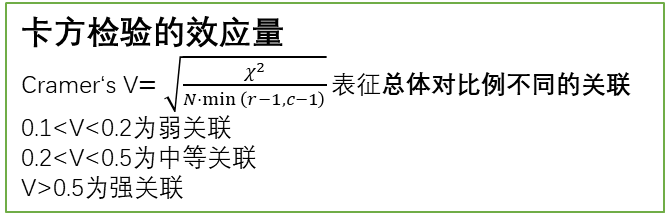 卡方检验的效应量
Cramer‘s V= √(χ²/(N·min (r−1,c−1))) 表征总体对比例不同的关联
0.1<V<0.2为弱关联
0.2<V<0.5为中等关联
V>0.5为强关联